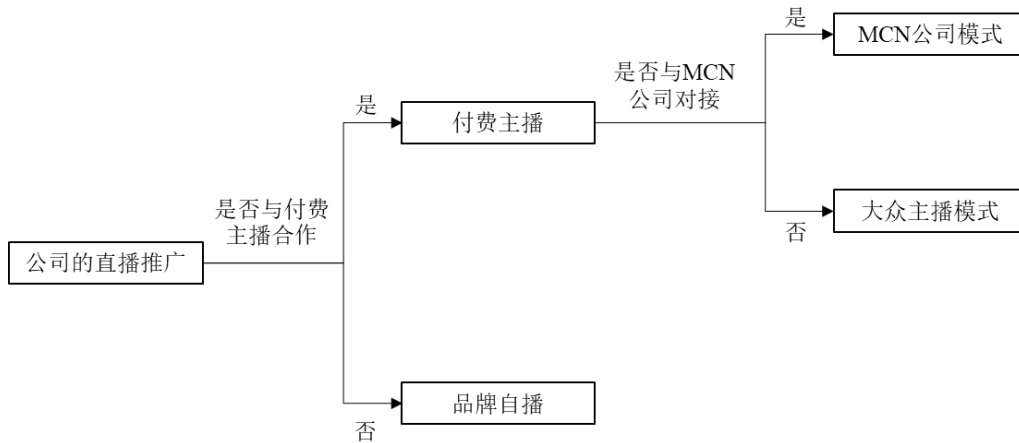 是
MCN公司模式
是否与MCN
公司对接
是
付费主播
大众主播模式
否
是否与付费
主播合作
公司的直播推广
品牌自播
否